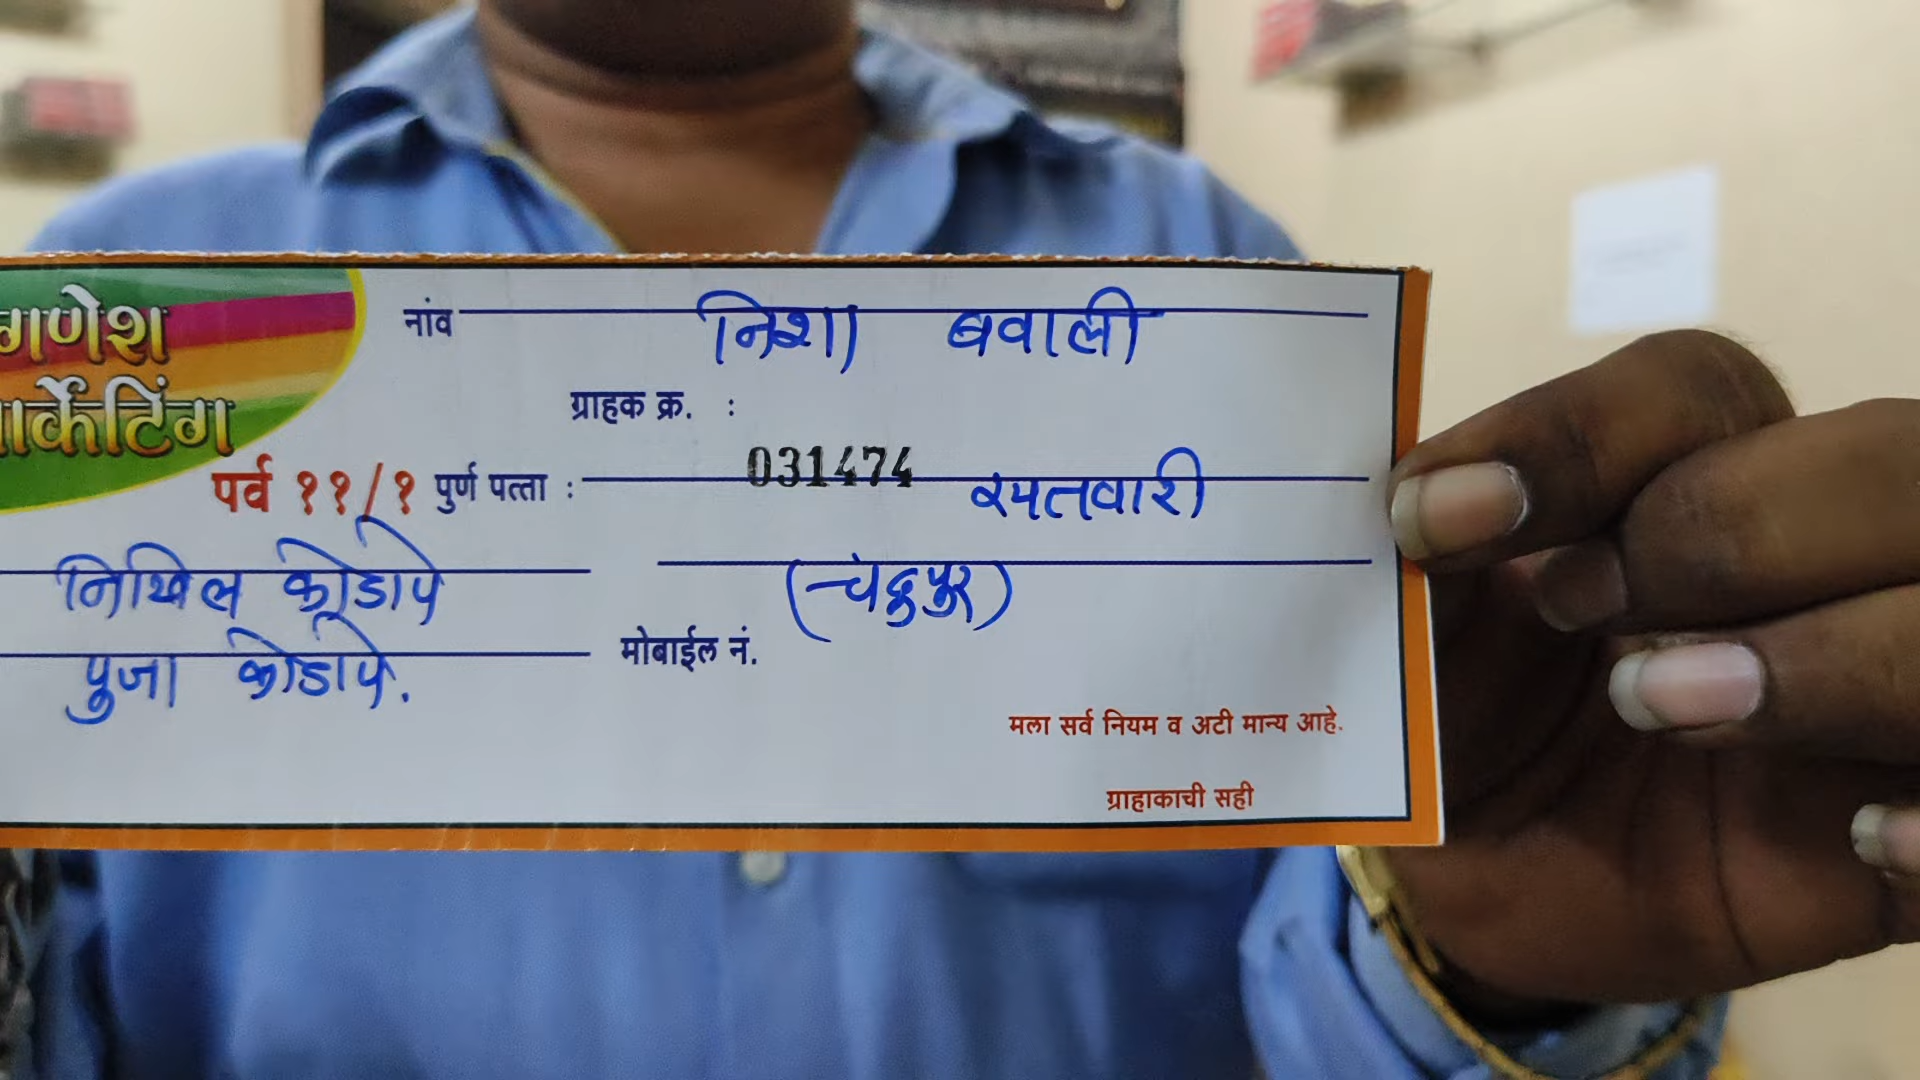 गणेश
मार्केटिंग
नांव निशा बवाली
ग्राहक क्र. :
031474
पर्व ११/१ पुर्ण पत्ता : रयतवारी
(चंद्रपुर)
निखिल कोडापे
पुजा कोडापे.
मोबाईल नं.
मला सर्व नियम व अटी मान्य आहे.
ग्राहाकाची सही